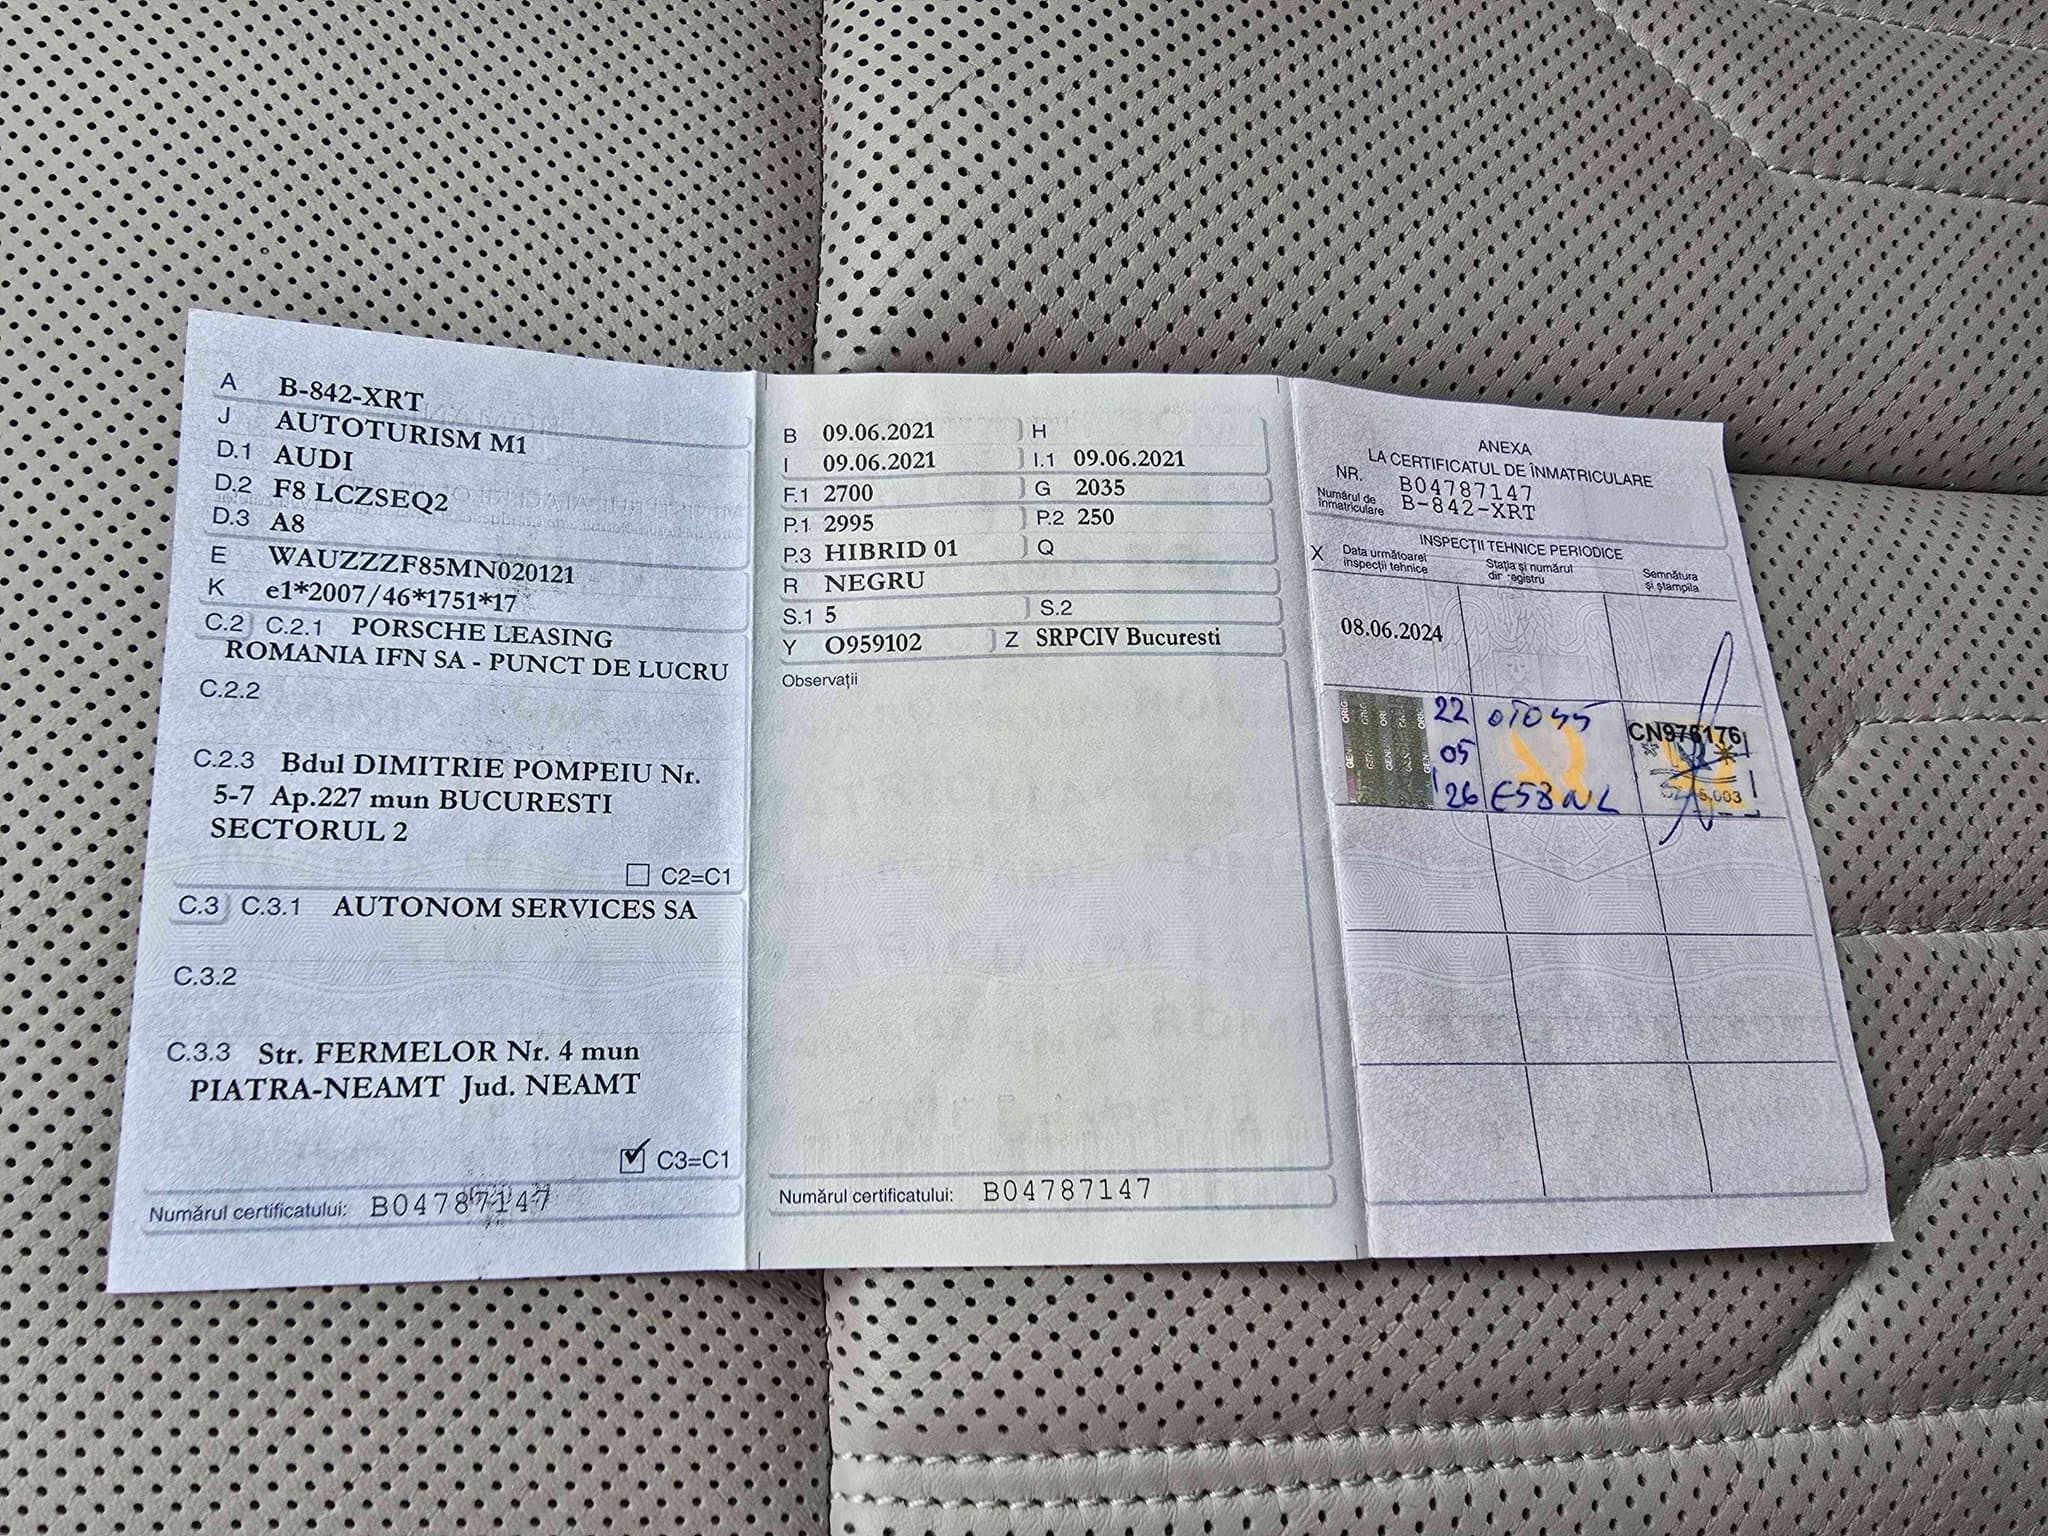 A B-842-XRT
J AUTOTURISM M1
D.1 AUDI
D.2 F8 LCZSEQ2
D.3 A8
E WAUZZZF85MN020121
K e1*2007/46*1751*17
C.2 C.2.1 PORSCHE LEASING
ROMANIA IFN SA - PUNCT DE LUCRU
C.2.2
C.2.3 Bdul DIMITRIE POMPEIU Nr.
5-7 Ap.227 mun BUCURESTI
SECTORUL 2
C2=C1
C.3 C.3.1 AUTONOM SERVICES SA
C.3.2
C.3.3 Str. FERMELOR Nr. 4 mun
PIATRA-NEAMT Jud. NEAMT
C3=C1
Numărul certificatului: B04787147
B 09.06.2021 H
I 09.06.2021 I.1 09.06.2021
F.1 2700 G 2035
P.1 2995 P.2 250
P.3 HIBRID 01 Q
R NEGRU
S.1 5 S.2
Y O959102 Z SRPCIV Bucuresti
Observații
Numărul certificatului: B04787147
ANEXA
LA CERTIFICATUL DE ÎNMATRICULARE
NR. B04787147
Numărul de înmatriculare B-842-XRT
INSPECȚII TEHNICE PERIODICE
X Data următoarei inspecții tehnice
Stația și numărul din registru
Semnătura și ștampila
08.06.2024
22
05
26
CN976176